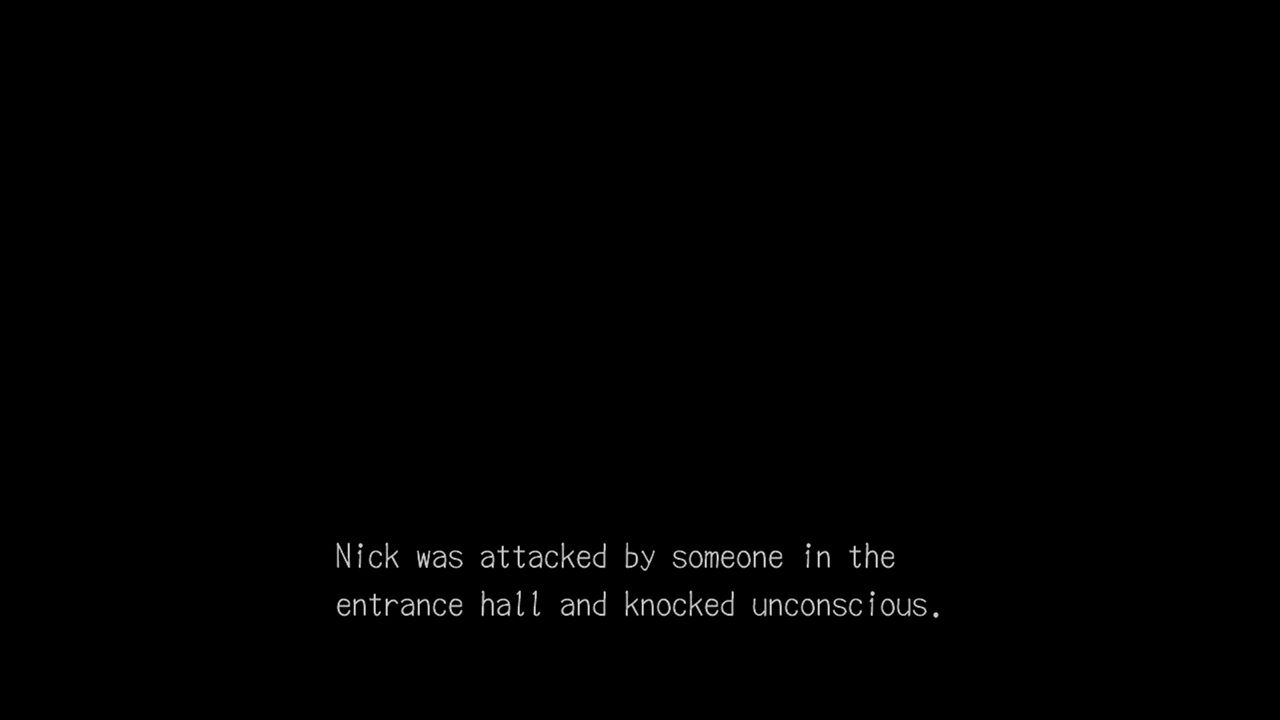 Nick was attacked by someone in the
entrance hall and knocked unconscious.